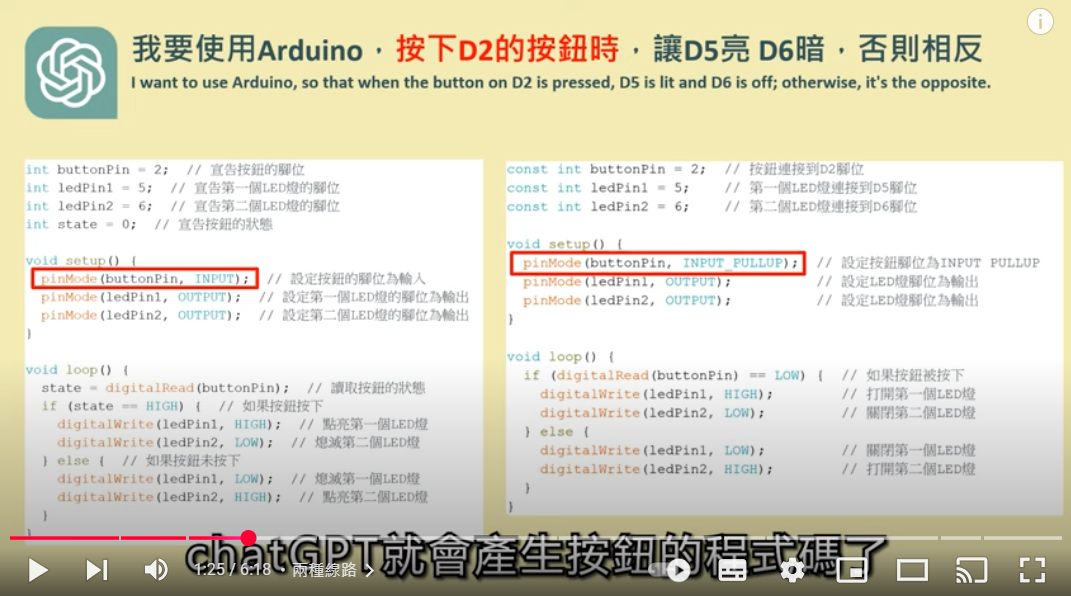 我要使用Arduino，按下D2的按鈕時，讓D5亮 D6暗，否則相反
I want to use Arduino, so that when the button on D2 is pressed, D5 is lit and D6 is off; otherwise, it's the opposite.
int buttonPin = 2;  // 宣告按鈕的腳位
int ledPin1 = 5;  // 宣告第一個LED燈的腳位
int ledPin2 = 6;  // 宣告第二個LED燈的腳位
int state = 0;  // 宣告按鈕的狀態
void setup() {
pinMode(buttonPin, INPUT);  // 設定按鈕的腳位為輸入
pinMode(ledPin1, OUTPUT);  // 設定第一個LED燈的腳位為輸出
pinMode(ledPin2, OUTPUT);  // 設定第二個LED燈的腳位為輸出
}
void loop() {
state = digitalRead(buttonPin);  // 讀取按鈕的狀態
if (state == HIGH) {  // 如果按鈕按下
digitalWrite(ledPin1, HIGH);  // 點亮第一個LED燈
digitalWrite(ledPin2, LOW);  // 熄滅第二個LED燈
} else {  // 如果按鈕未按下
digitalWrite(ledPin1, LOW);  // 熄滅第一個LED燈
digitalWrite(ledPin2, HIGH);  // 點亮第二個LED燈
}
}
const int buttonPin = 2;  // 按鈕連接到D2腳位
const int ledPin1 = 5;  // 第一個LED燈連接到D5腳位
const int ledPin2 = 6;  // 第二個LED燈連接到D6腳位
void setup() {
pinMode(buttonPin, INPUT_PULLUP);  // 設定按鈕腳位為INPUT PULLUP
pinMode(ledPin1, OUTPUT);  // 設定LED燈腳位為輸出
pinMode(ledPin2, OUTPUT);  // 設定LED燈腳位為輸出
}
void loop() {
if (digitalRead(buttonPin) == LOW) {  // 如果按鈕被按下
digitalWrite(ledPin1, HIGH);  // 打開第一個LED燈
digitalWrite(ledPin2, LOW);  // 關閉第二個LED燈
} else {
digitalWrite(ledPin1, LOW);  // 關閉第一個LED燈
digitalWrite(ledPin2, HIGH);  // 打開第二個LED燈
}
}
chatGPT就會產生按鈕的程式碼了
1:25 / 6:18 • 兩種線路